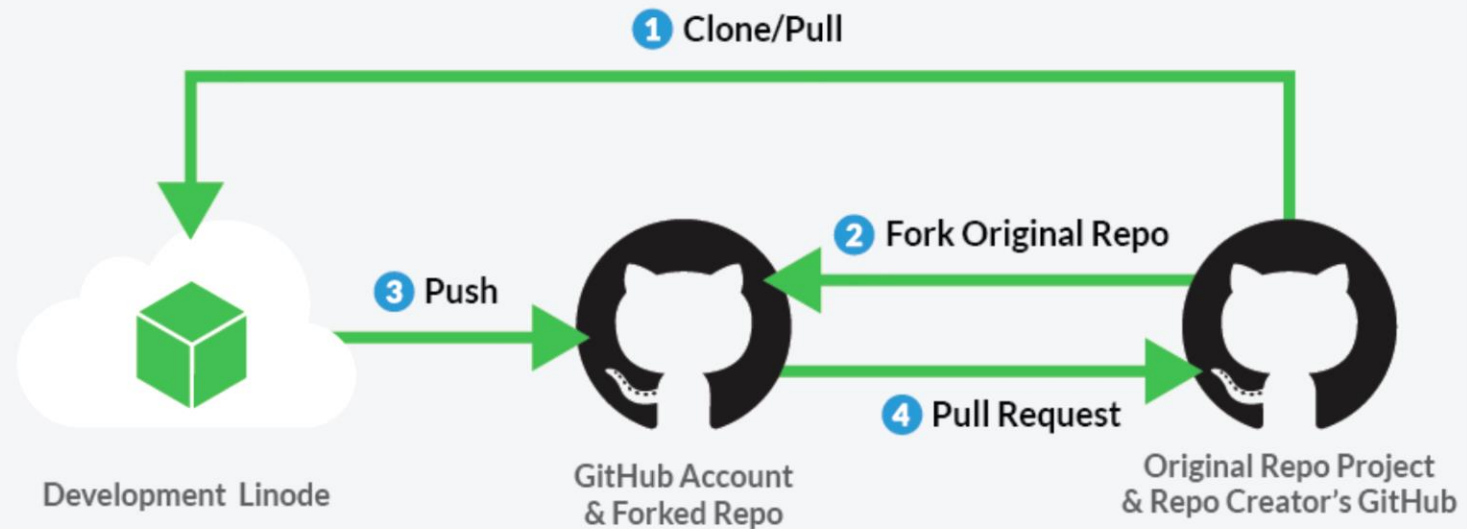 1 Clone/Pull
2 Fork Original Repo
3 Push
4 Pull Request
Development Linode
GitHub Account
& Forked Repo
Original Repo Project
& Repo Creator's GitHub